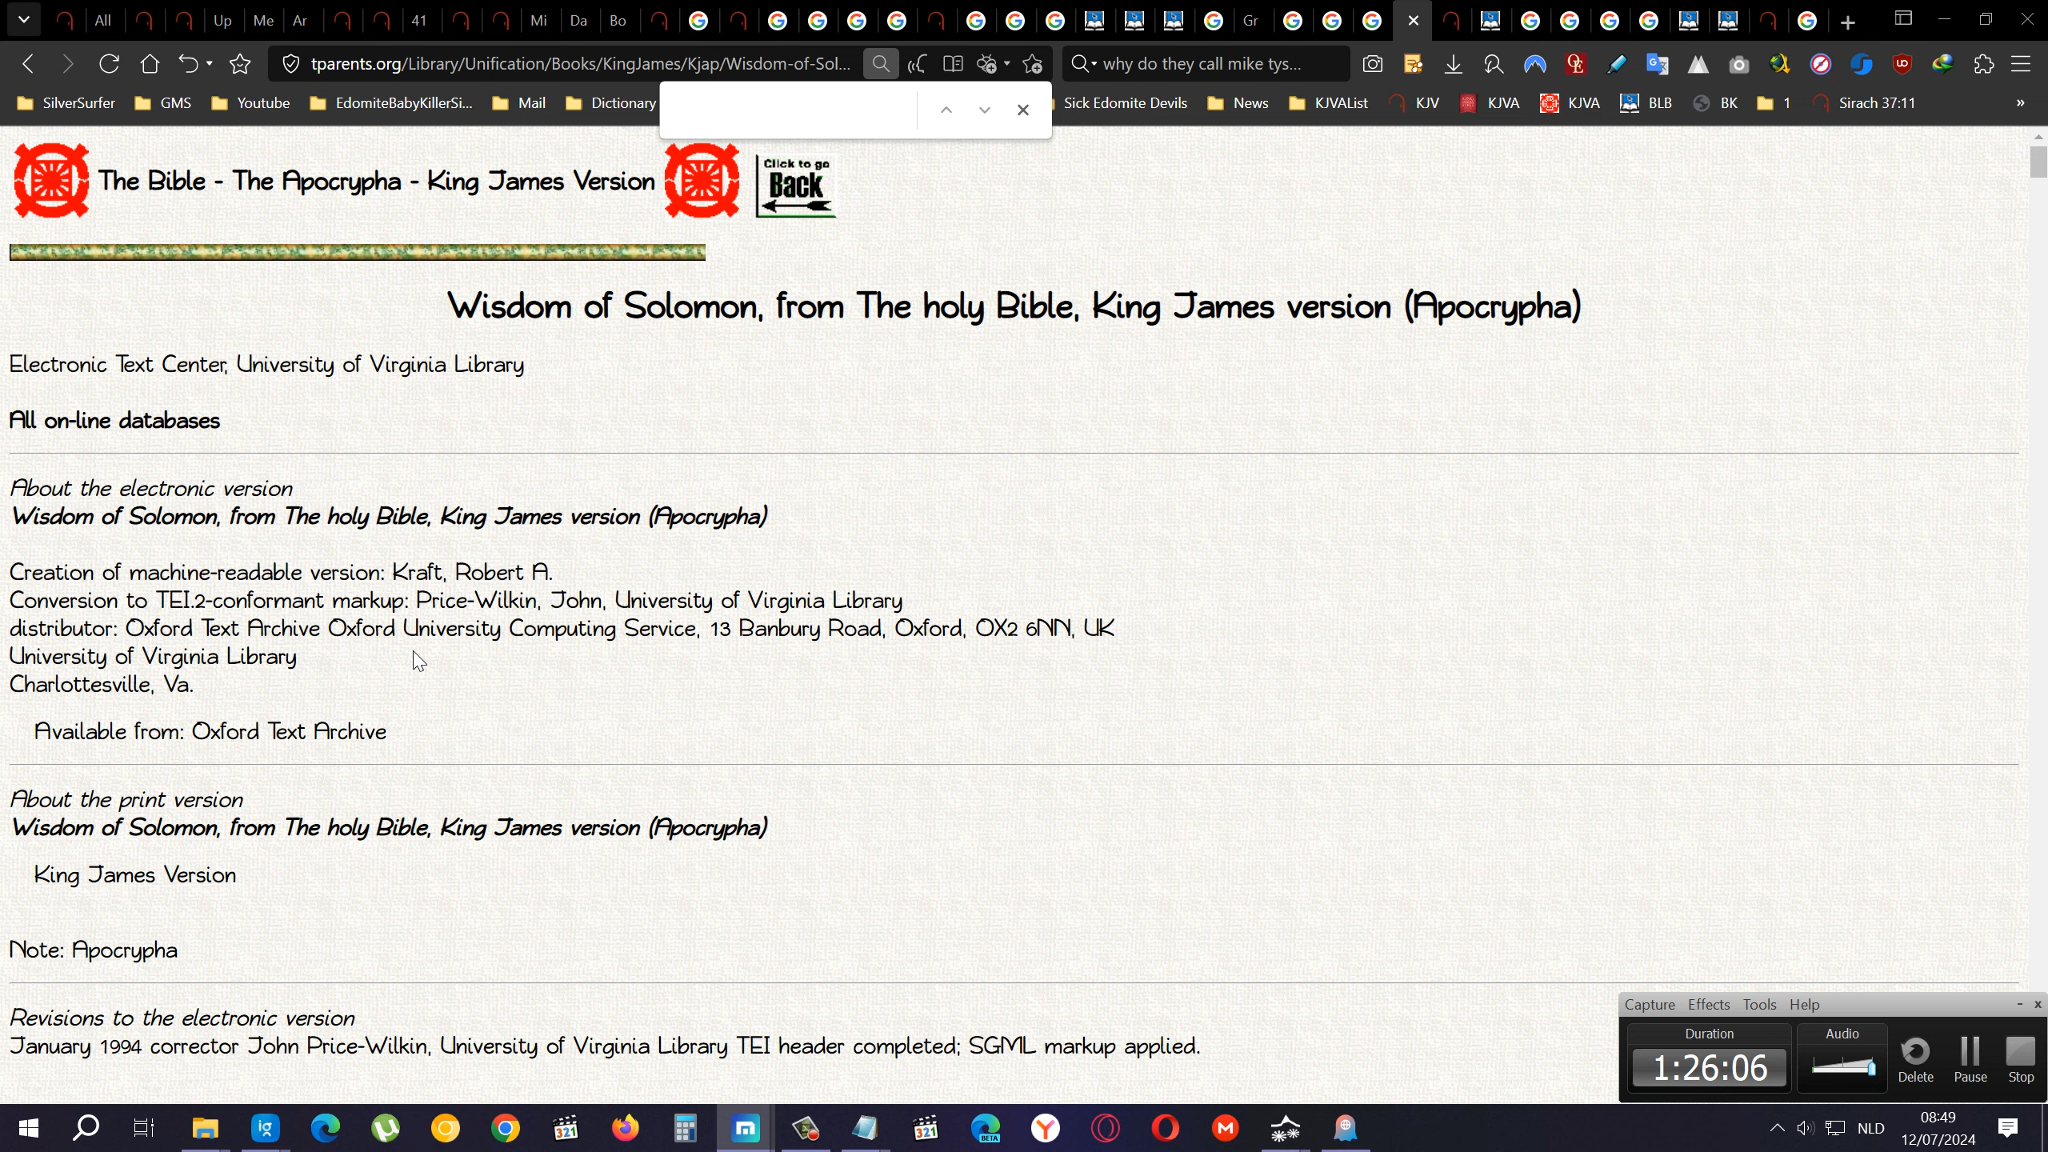 All Up Me Ar 41 Mi Da Bo Gr
tparents.org/Library/Unification/Books/KingJames/Kjap/Wisdom-of-Sol...
why do they call mike tys...
SilverSurfer GMS Youtube EdomiteBabyKillerSi... Mail Dictionary Sick Edomite Devils News KJVAList KJV KJVA KJVA BLB BK 1 Sirach 37:11 »
The Bible - The Apocrypha - King James Version
Click to go
Back
Wisdom of Solomon, from The holy Bible, King James version (Apocrypha)
Electronic Text Center, University of Virginia Library
All on-line databases
About the electronic version
Wisdom of Solomon, from The holy Bible, King James version (Apocrypha)
Creation of machine-readable version: Kraft, Robert A.
Conversion to TEI.2-conformant markup: Price-Wilkin, John, University of Virginia Library
distributor: Oxford Text Archive Oxford University Computing Service, 13 Banbury Road, Oxford, OX2 6NN, UK
University of Virginia Library
Charlottesville, Va.
Available from: Oxford Text Archive
About the print version
Wisdom of Solomon, from The holy Bible, King James version (Apocrypha)
King James Version
Note: Apocrypha
Revisions to the electronic version
January 1994 corrector John Price-Wilkin, University of Virginia Library TEI header completed; SGML markup applied.
Capture Effects Tools Help
Duration
Audio
1:26:06
Delete Pause Stop
ig
321
321
BETA
NLD
08:49
12/07/2024